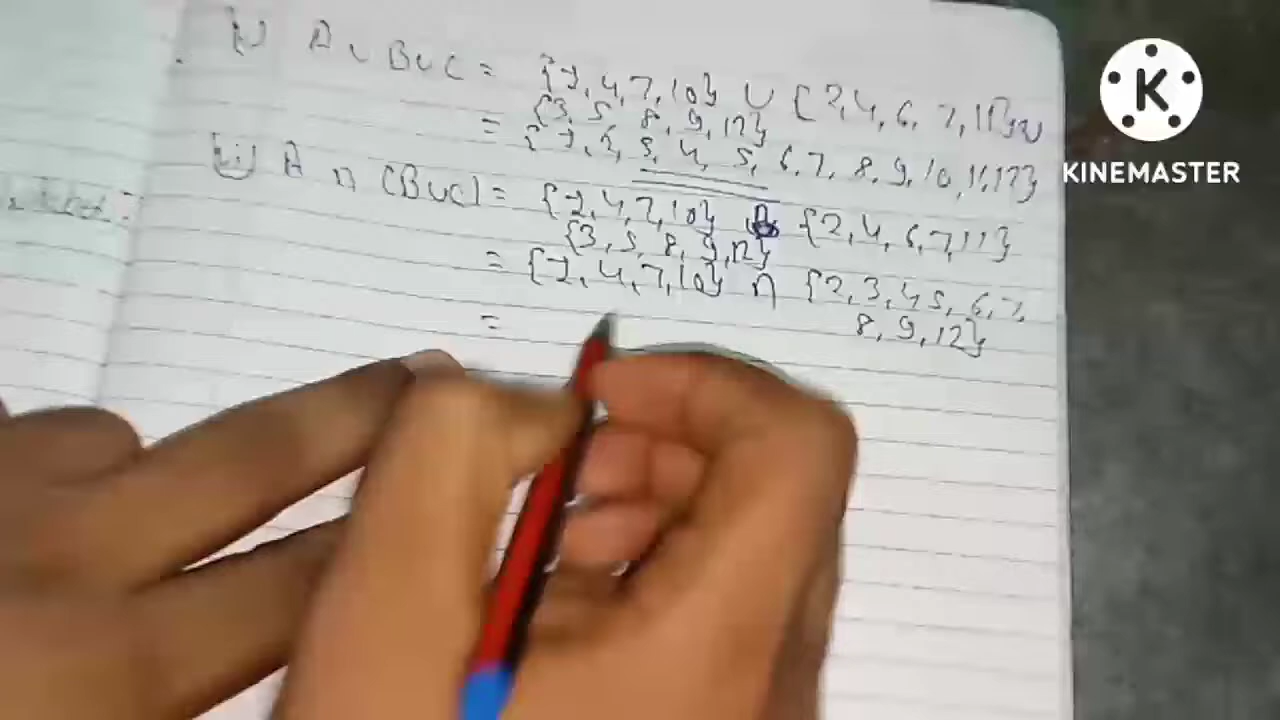 i) A ∪ B ∪ C = {1, 4, 7, 10} ∪ {2, 4, 6, 7, 11} ∪
{3, 5, 8, 9, 12}
= {1, 2, 3, 4, 5, 6, 7, 8, 9, 10, 11, 12}
ii) A ∩ (B ∪ C) = {1, 4, 7, 10} ∩ {2, 4, 6, 7, 11}
{3, 5, 8, 9, 12}
= {1, 4, 7, 10} ∩ {2, 3, 4, 5, 6, 7,
8, 9, 12}
=
K
KINEMASTER